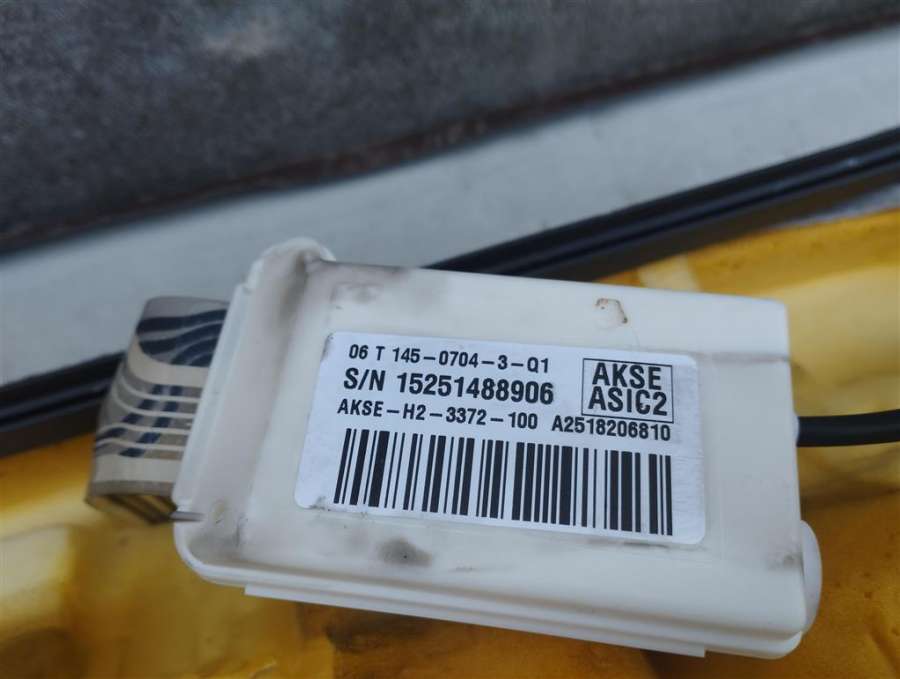 06 T 145-0704-3-Q1
S/N 15251488906
AKSE
ASIC2
AKSE-H2-3372-100 A2518206810